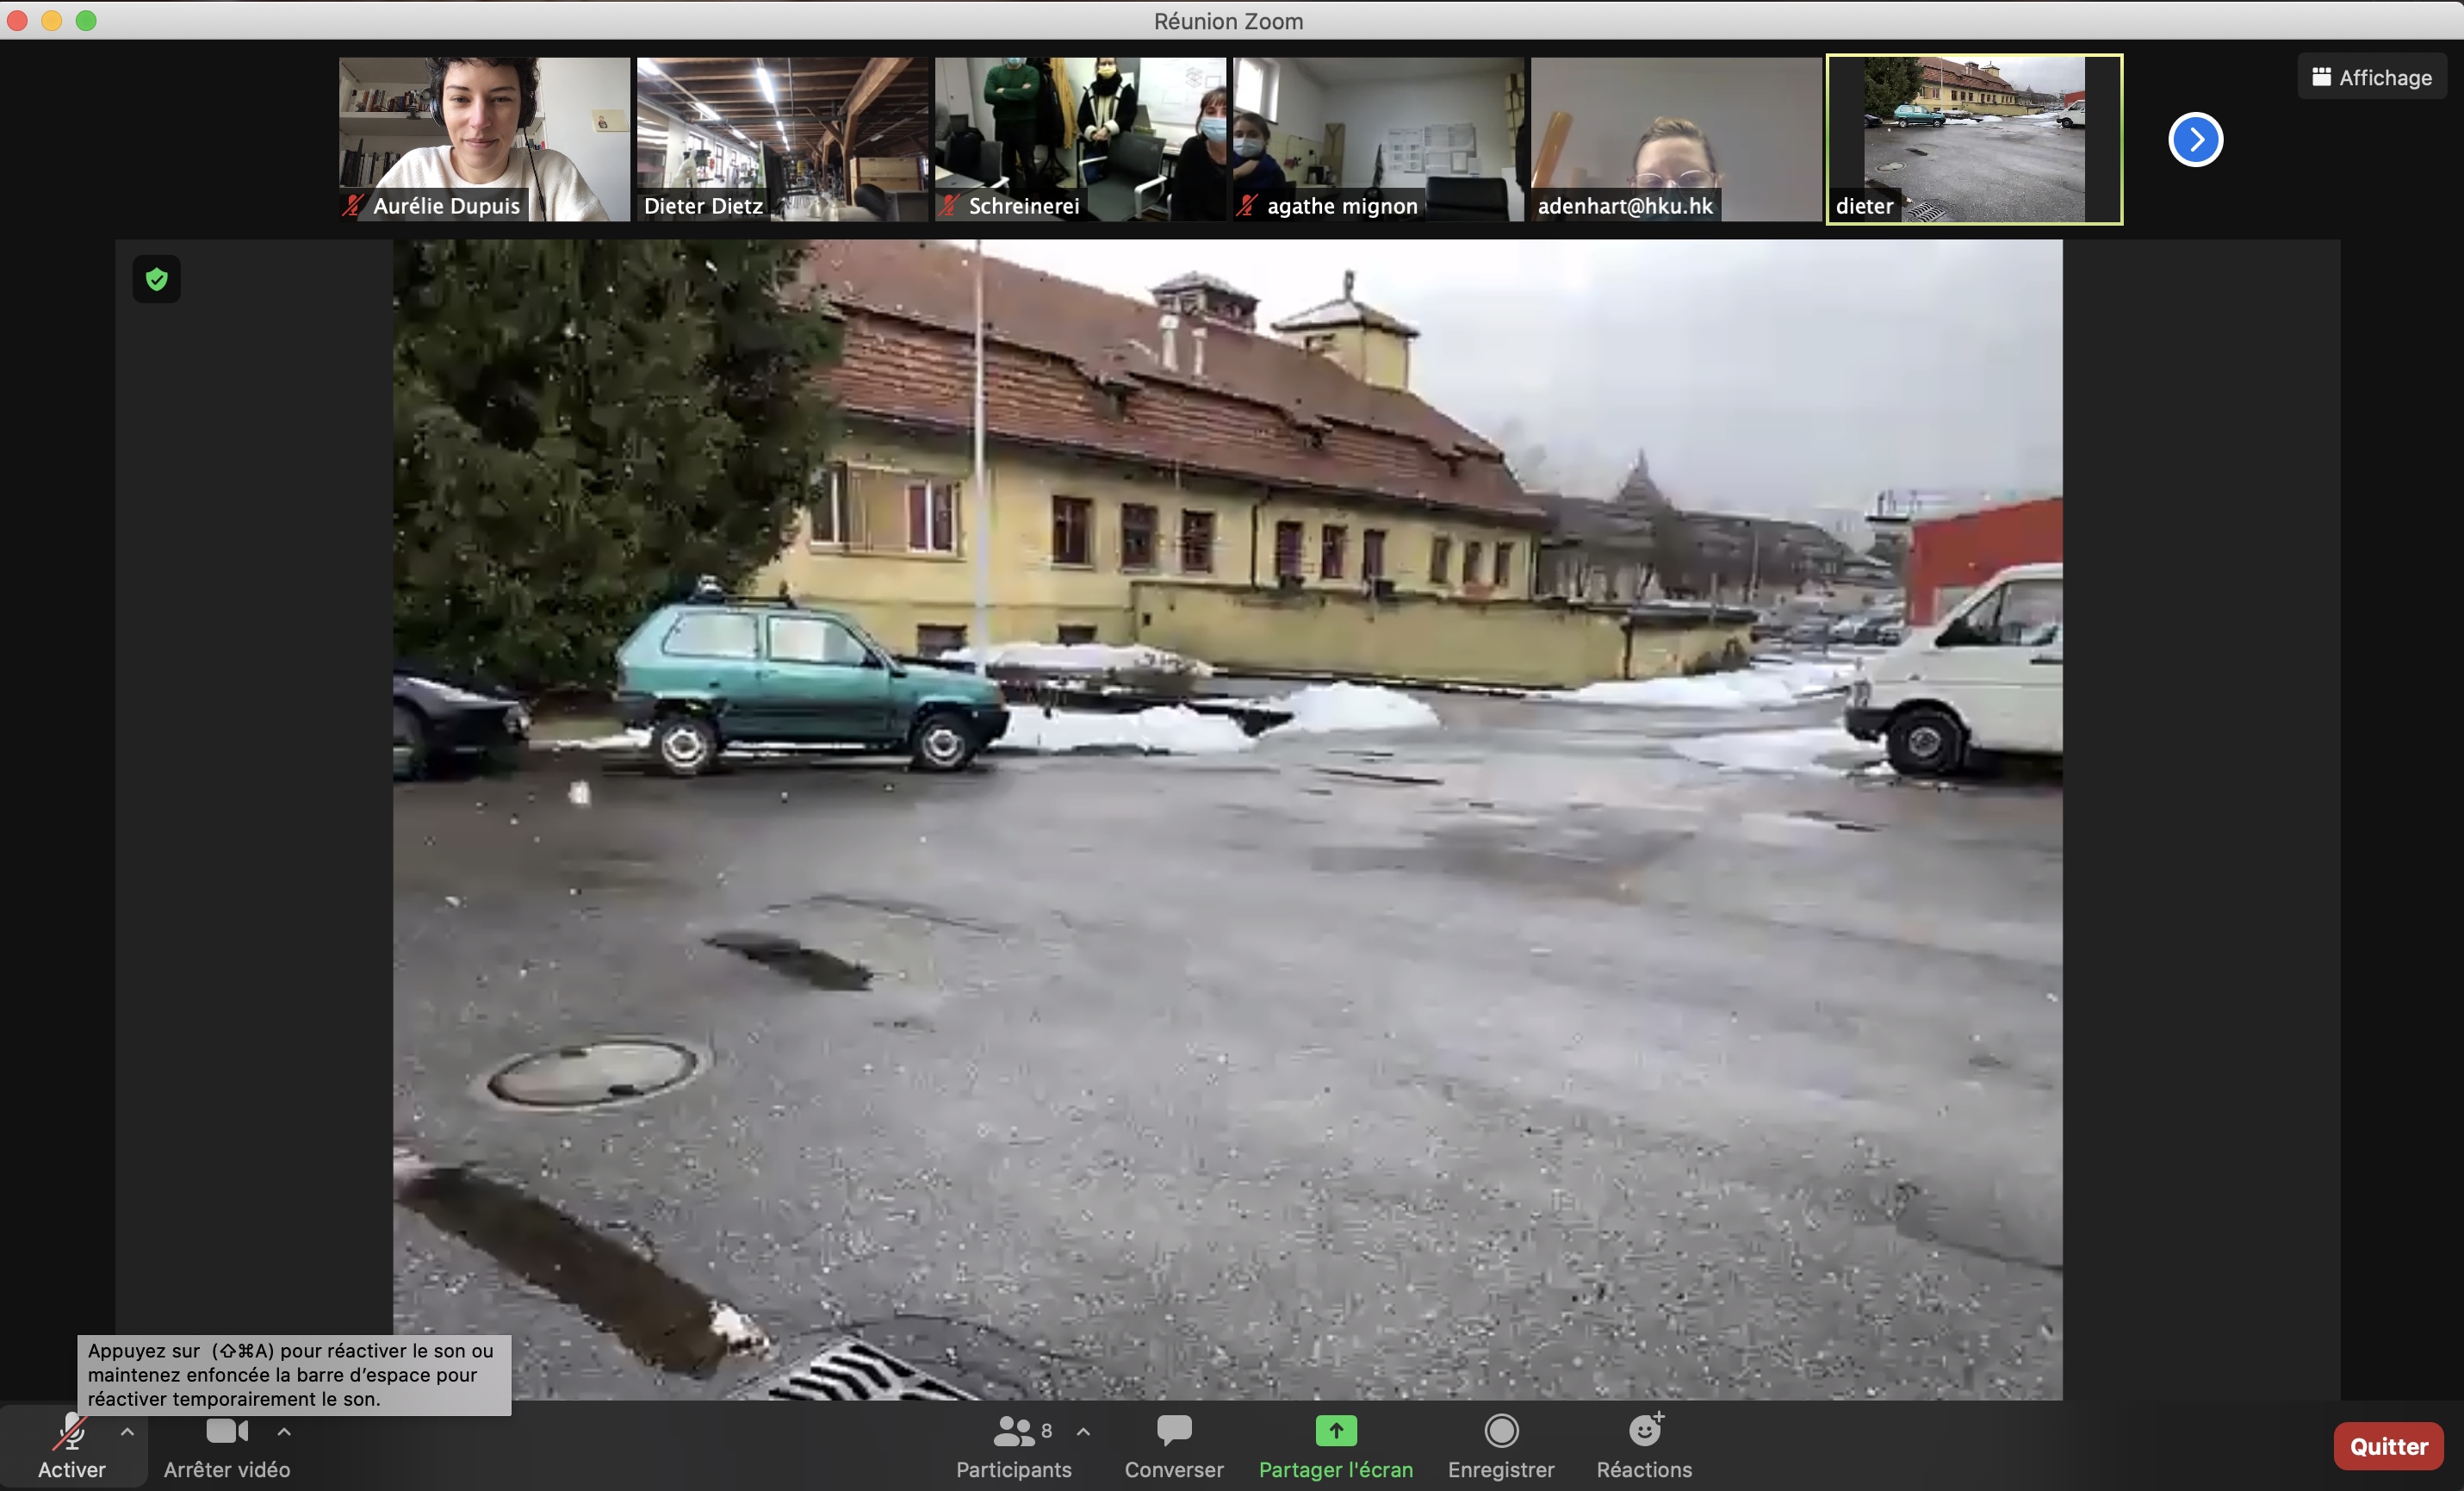 Réunion Zoom
Affichage
Aurélie Dupuis
Dieter Dietz
Schreinerei
agathe mignon
adenhart@hku.hk
dieter
Appuyez sur (⇧⌘A) pour réactiver le son ou
maintenez enfoncée la barre d'espace pour
réactiver temporairement le son.
Activer
Arrêter vidéo
8
Participants
Converser
Partager l'écran
Enregistrer
Réactions
Quitter